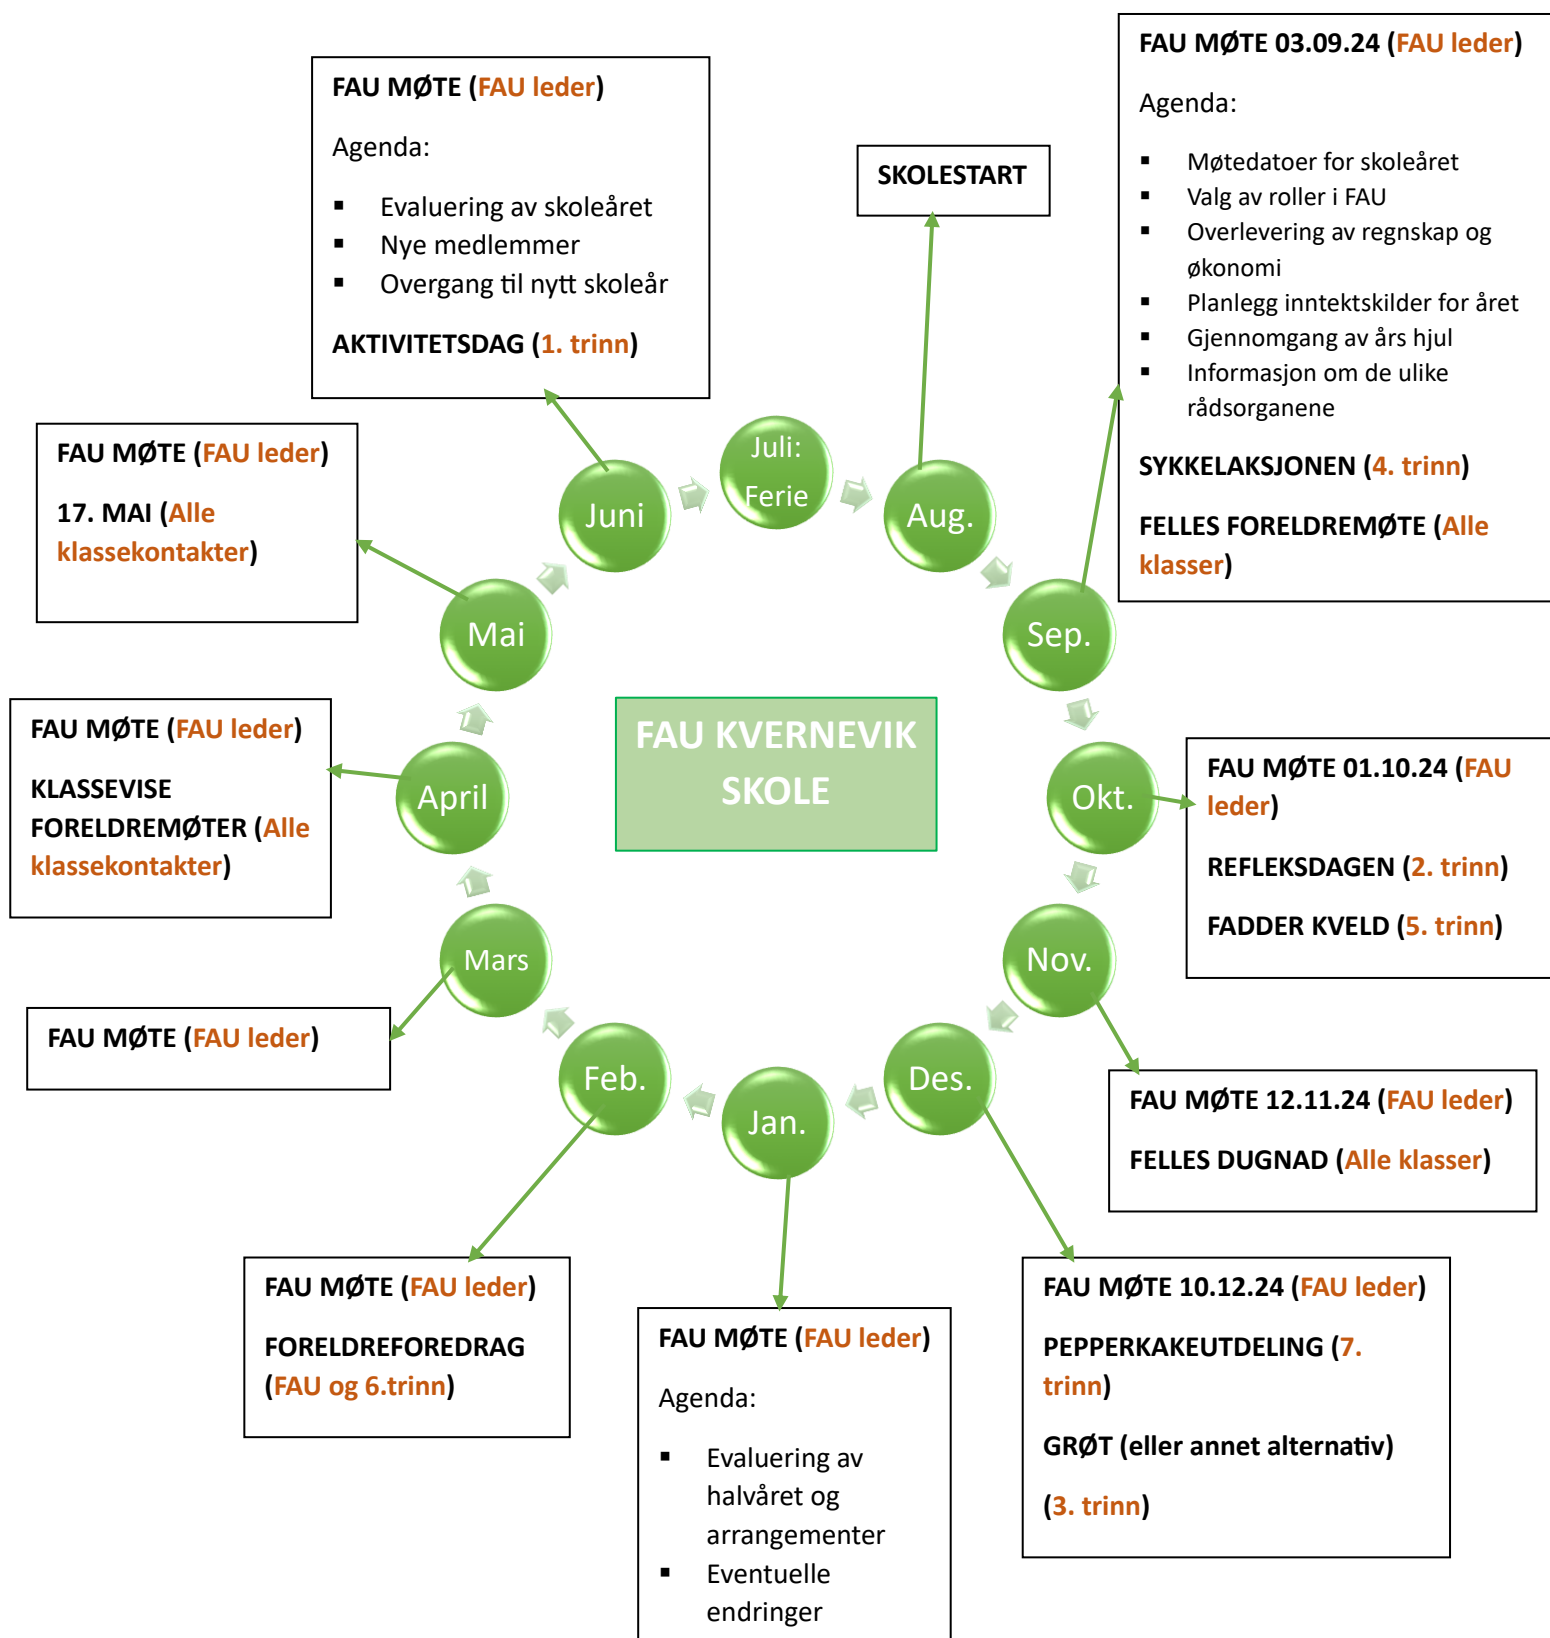 FAU MØTE 03.09.24 (FAU leder)
Agenda:
▪ Møtedatoer for skoleåret
▪ Valg av roller i FAU
▪ Overlevering av regnskap og
økonomi
▪ Planlegg inntektskilder for året
▪ Gjennomgang av års hjul
▪ Informasjon om de ulike
rådsorganene
SYKKELAKSJONEN (4. trinn)
FELLES FORELDREMØTE (Alle
klasser)
FAU MØTE (FAU leder)
Agenda:
▪ Evaluering av skoleåret
▪ Nye medlemmer
▪ Overgang til nytt skoleår
AKTIVITETSDAG (1. trinn)
SKOLESTART
FAU MØTE (FAU leder)
17. MAI (Alle
klassekontakter)
Juli:
Ferie
Juni
Aug.
Mai
Sep.
FAU KVERNEVIK
SKOLE
FAU MØTE (FAU leder)
KLASSEVISE
FORELDREMØTER (Alle
klassekontakter)
April
Okt.
FAU MØTE 01.10.24 (FAU
leder)
REFLEKSDAGEN (2. trinn)
FADDER KVELD (5. trinn)
Mars
Nov.
FAU MØTE (FAU leder)
Feb.
Jan.
Des.
FAU MØTE 12.11.24 (FAU leder)
FELLES DUGNAD (Alle klasser)
FAU MØTE (FAU leder)
FORELDREFOREDRAG
(FAU og 6.trinn)
FAU MØTE (FAU leder)
Agenda:
▪ Evaluering av
halvåret og
arrangementer
▪ Eventuelle
endringer
FAU MØTE 10.12.24 (FAU leder)
PEPPERKAKEUTDELING (7.
trinn)
GRØT (eller annet alternativ)
(3. trinn)